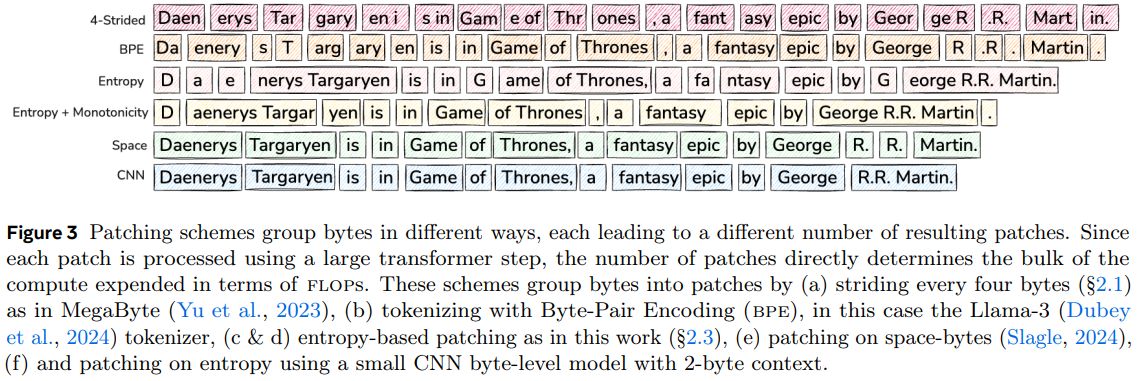 4-Strided Daen erys Tar gary en i s in Gam e of Thr ones , a fant asy epic by Geor ge R .R. Mart in.
BPE Da enery s T arg ary en is in Game of Thrones , a fantasy epic by George R .R . Martin .
Entropy D a e nerys Targaryen is in G ame of Thrones, a fa ntasy epic by G eorge R.R. Martin.
Entropy + Monotonicity D aenerys Targar yen is in Game of Thrones , a fantasy epic by George R.R. Martin .
Space Daenerys Targaryen is in Game of Thrones, a fantasy epic by George R. R. Martin.
CNN Daenerys Targaryen is in Game of Thrones, a fantasy epic by George R.R. Martin.
Figure 3 Patching schemes group bytes in different ways, each leading to a different number of resulting patches. Since
each patch is processed using a large transformer step, the number of patches directly determines the bulk of the
compute expended in terms of FLOPs. These schemes group bytes into patches by (a) striding every four bytes (§2.1)
as in MegaByte (Yu et al., 2023), (b) tokenizing with Byte-Pair Encoding (BPE), in this case the Llama-3 (Dubey
et al., 2024) tokenizer, (c & d) entropy-based patching as in this work (§2.3), (e) patching on space-bytes (Slagle, 2024),
(f) and patching on entropy using a small CNN byte-level model with 2-byte context.